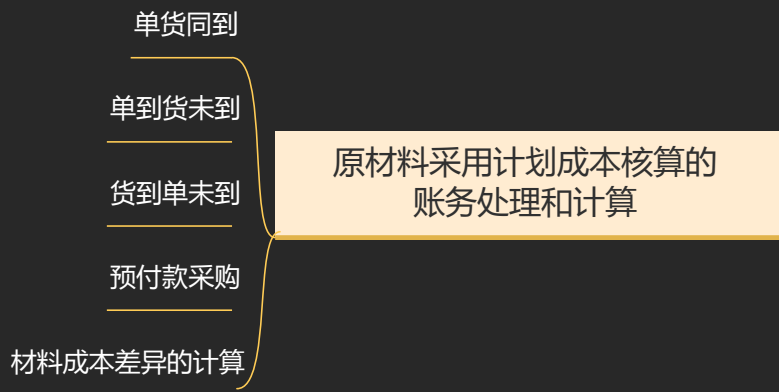 单货同到
单到货未到
货到单未到
预付款采购
材料成本差异的计算
原材料采用计划成本核算的
账务处理和计算